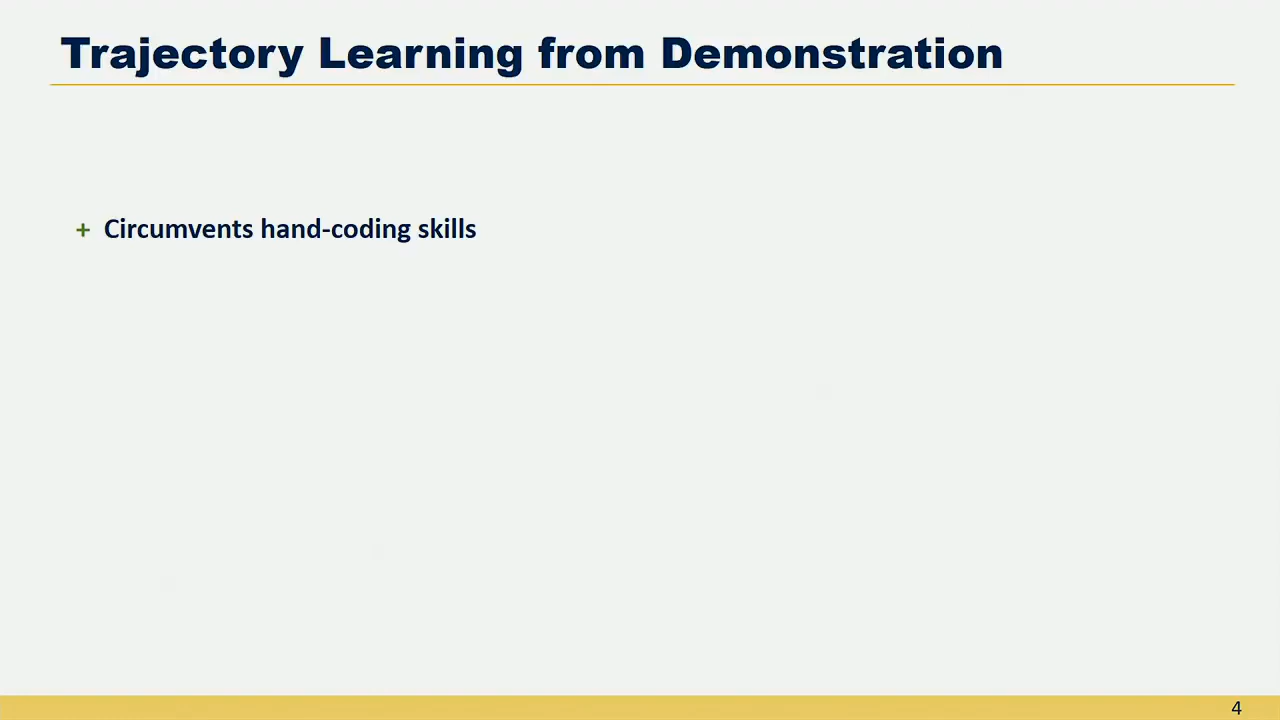 Trajectory Learning from Demonstration
+ Circumvents hand-coding skills
4